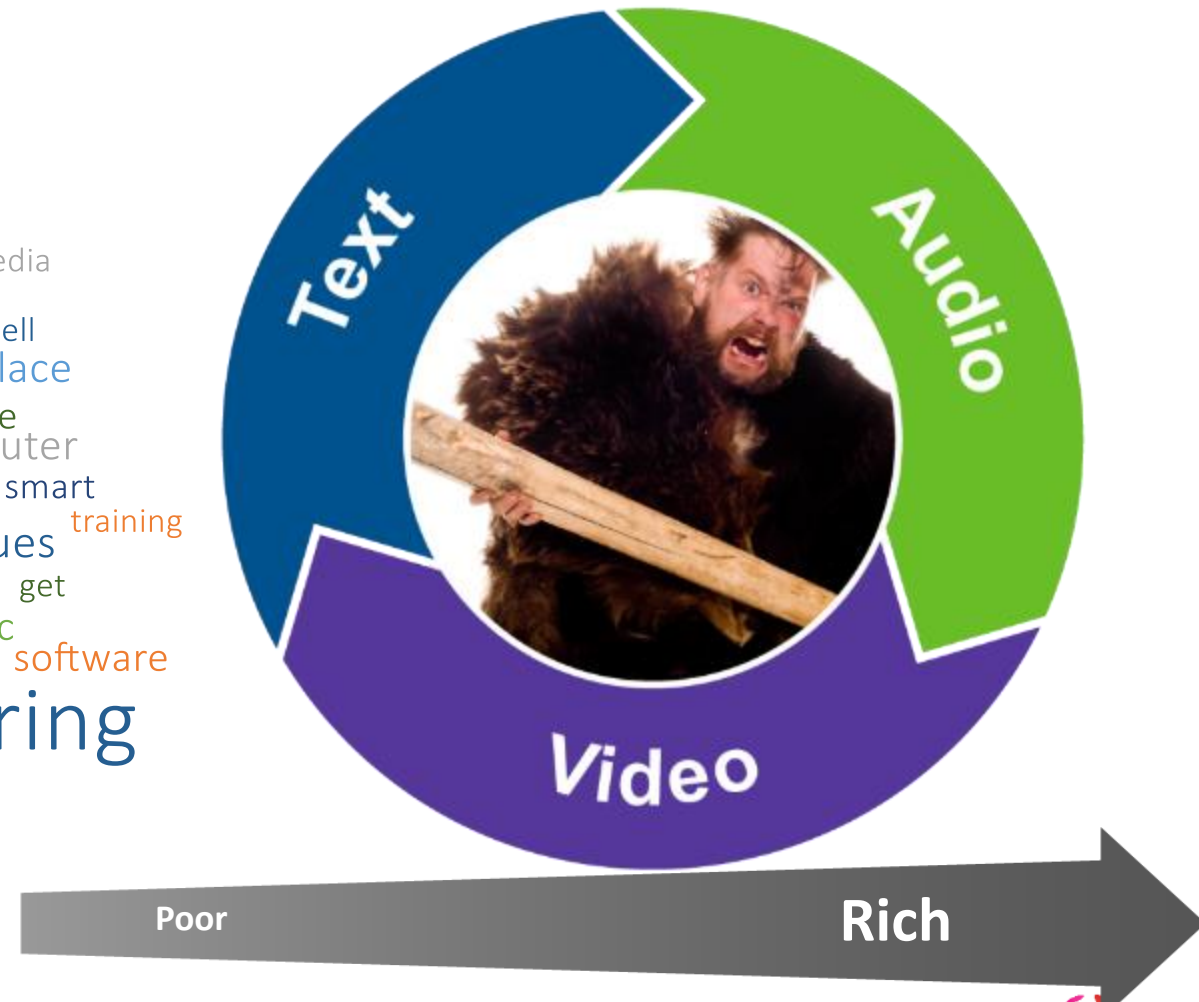 Text
Audio
edia
ell
lace
e
uter
smart
training
ues
get
c
software
ring
Video
Poor
Rich